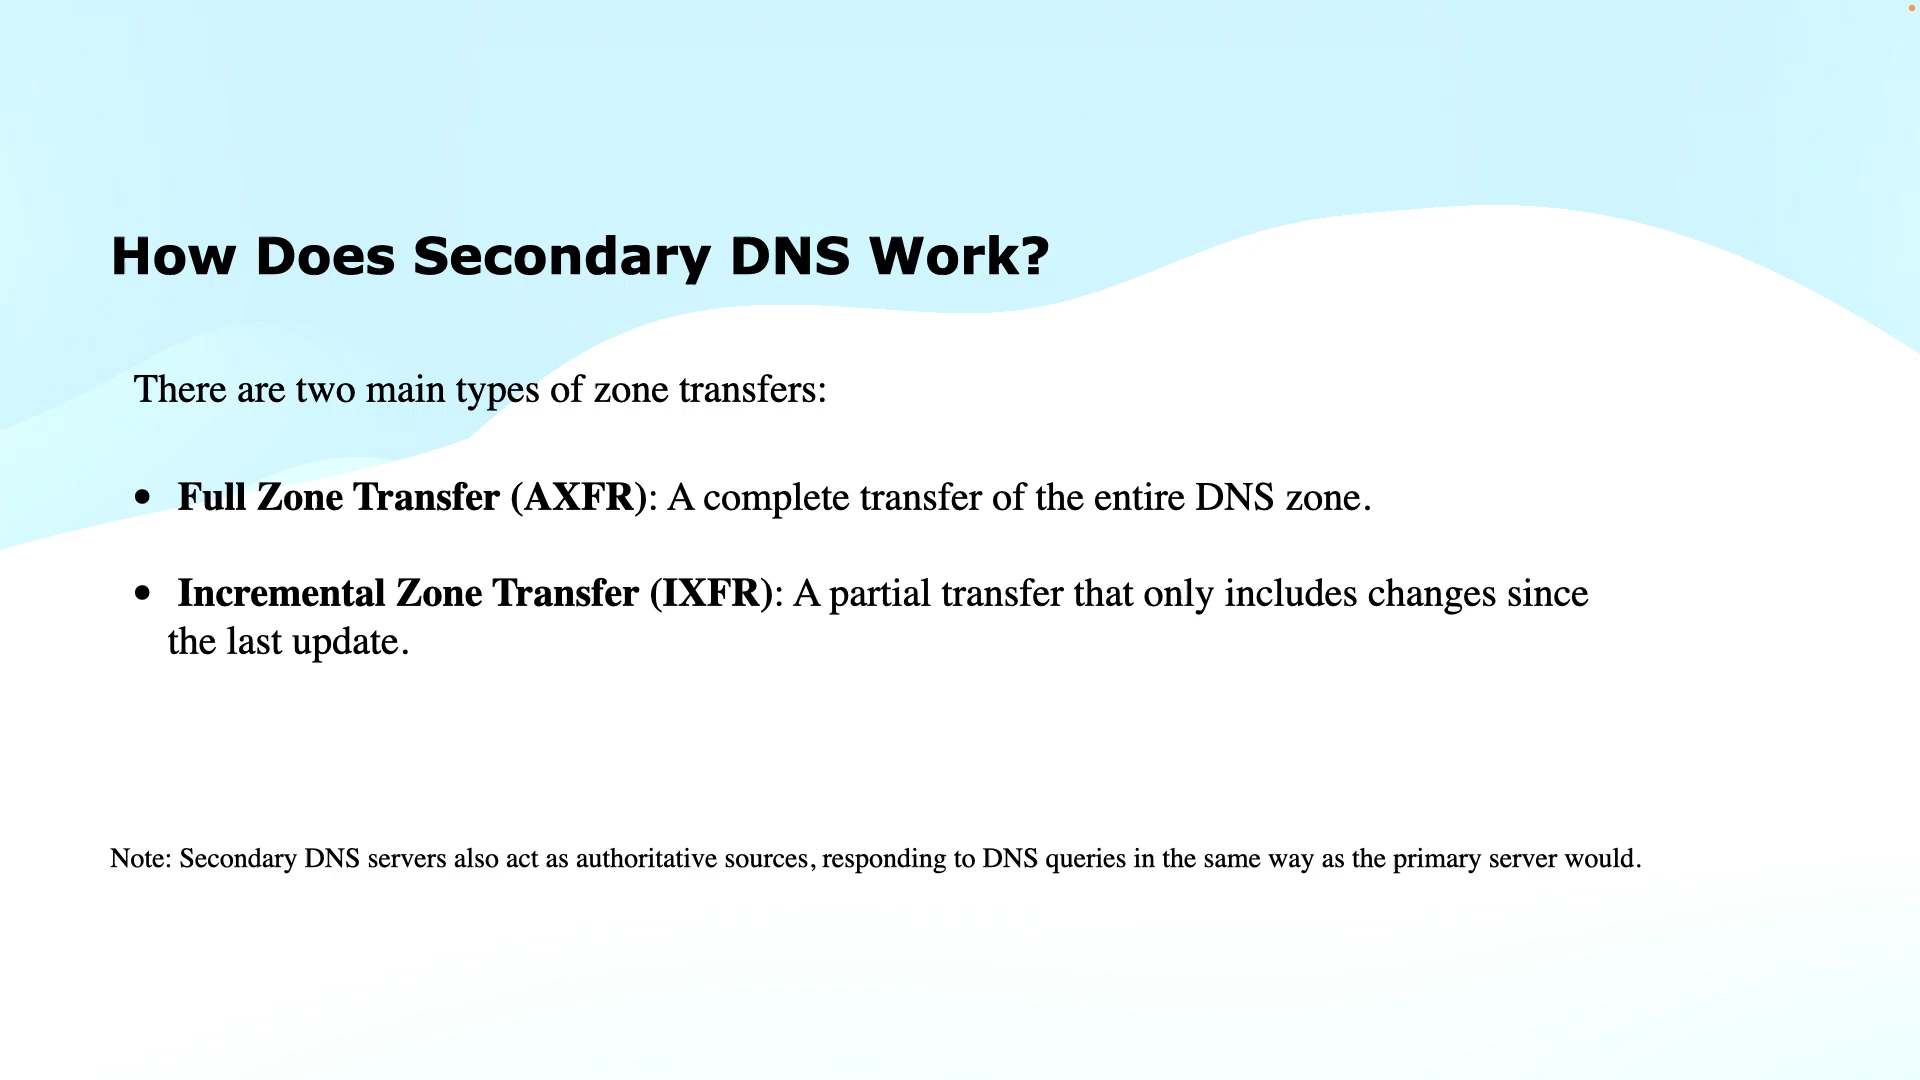 How Does Secondary DNS Work?
There are two main types of zone transfers:
• Full Zone Transfer (AXFR): A complete transfer of the entire DNS zone.
• Incremental Zone Transfer (IXFR): A partial transfer that only includes changes since
the last update.
Note: Secondary DNS servers also act as authoritative sources, responding to DNS queries in the same way as the primary server would.